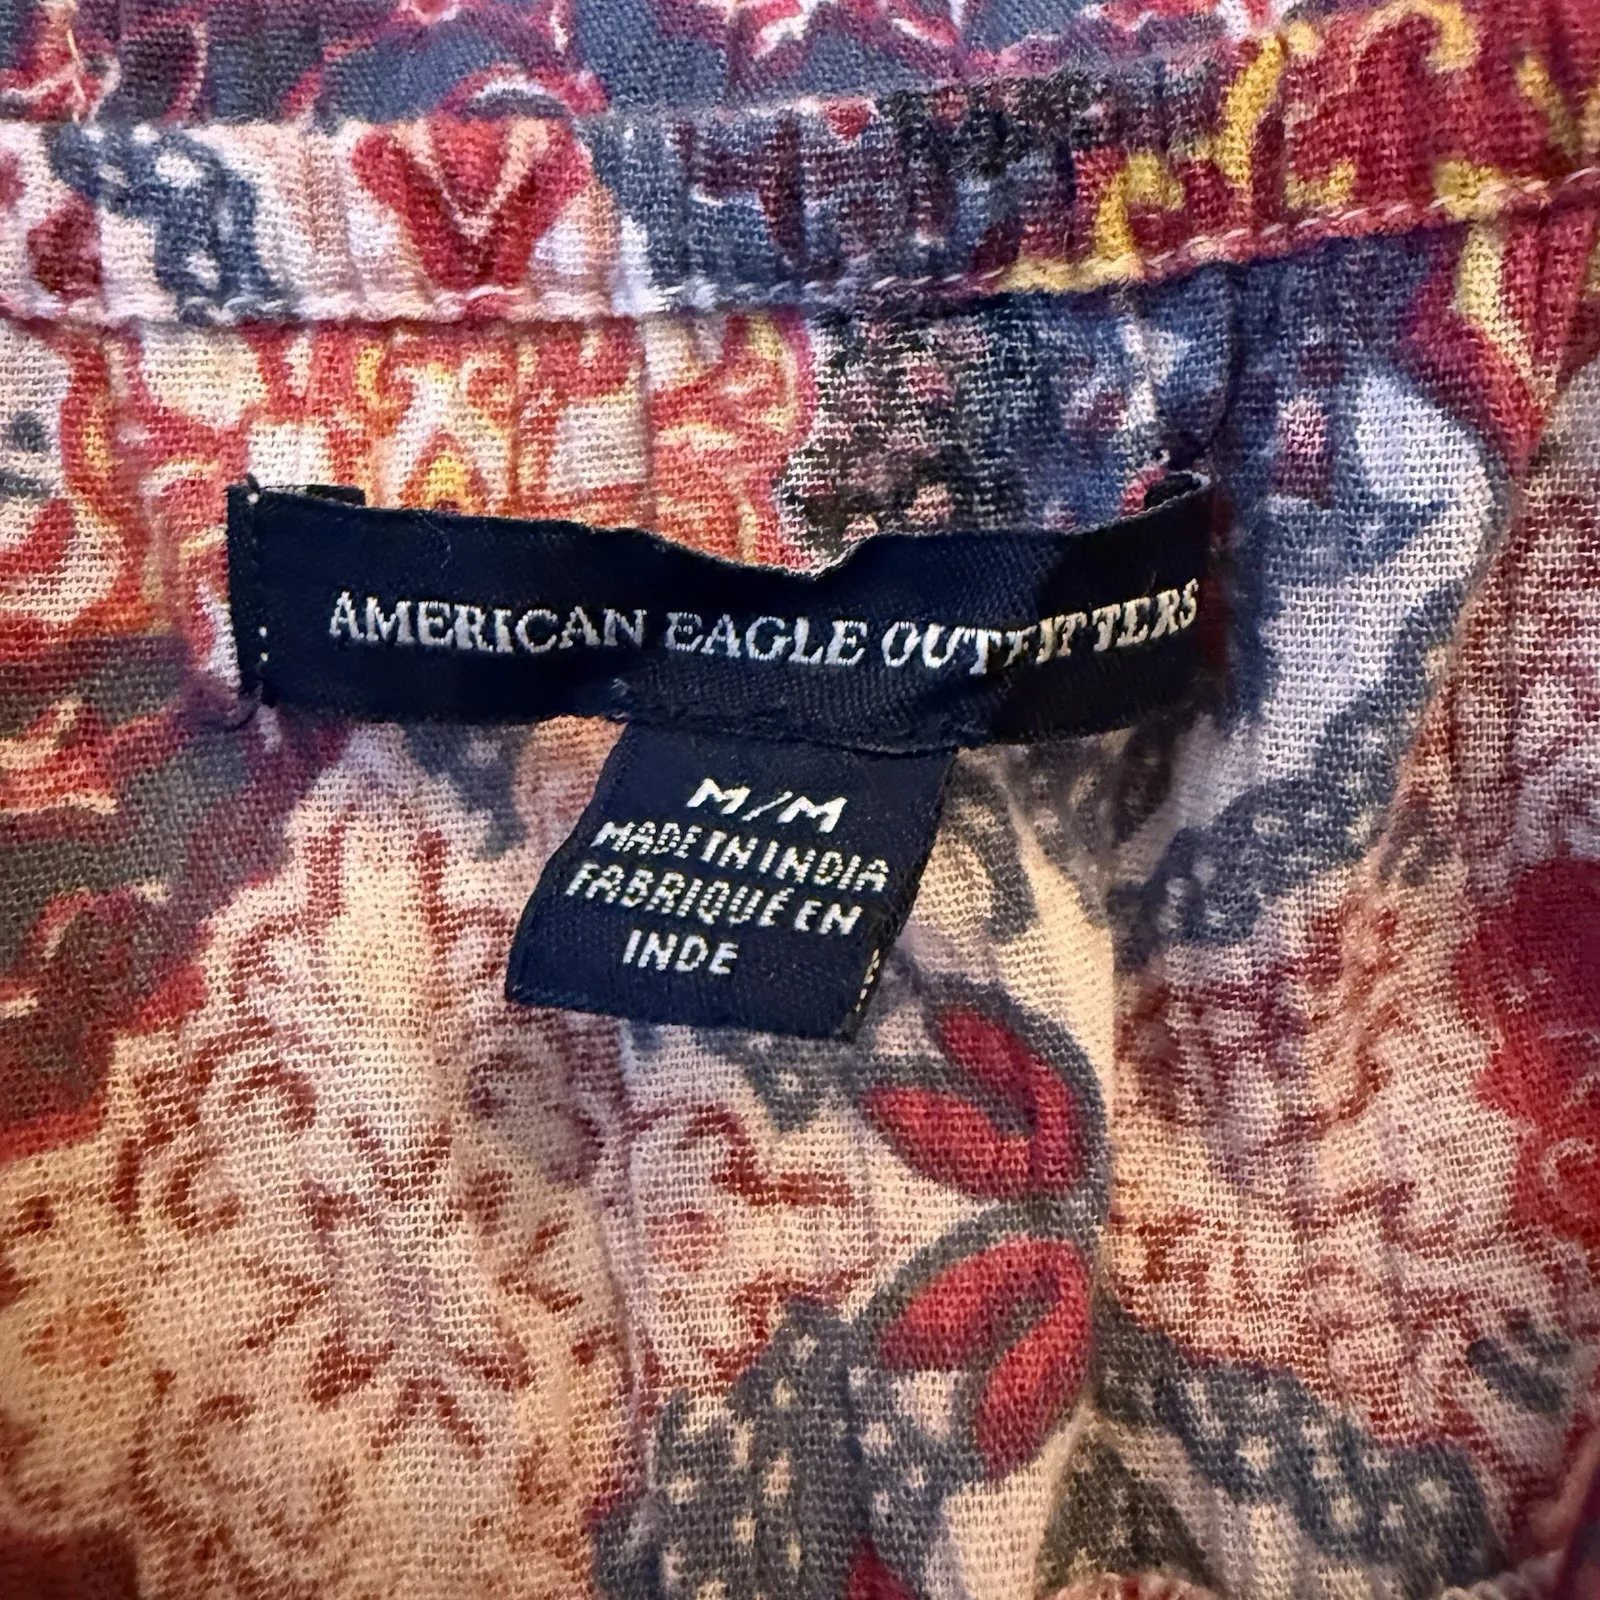 AMERICAN EAGLE OUTFITTERS
M/M
MADE IN INDIA
FABRIQUÉ EN
INDE